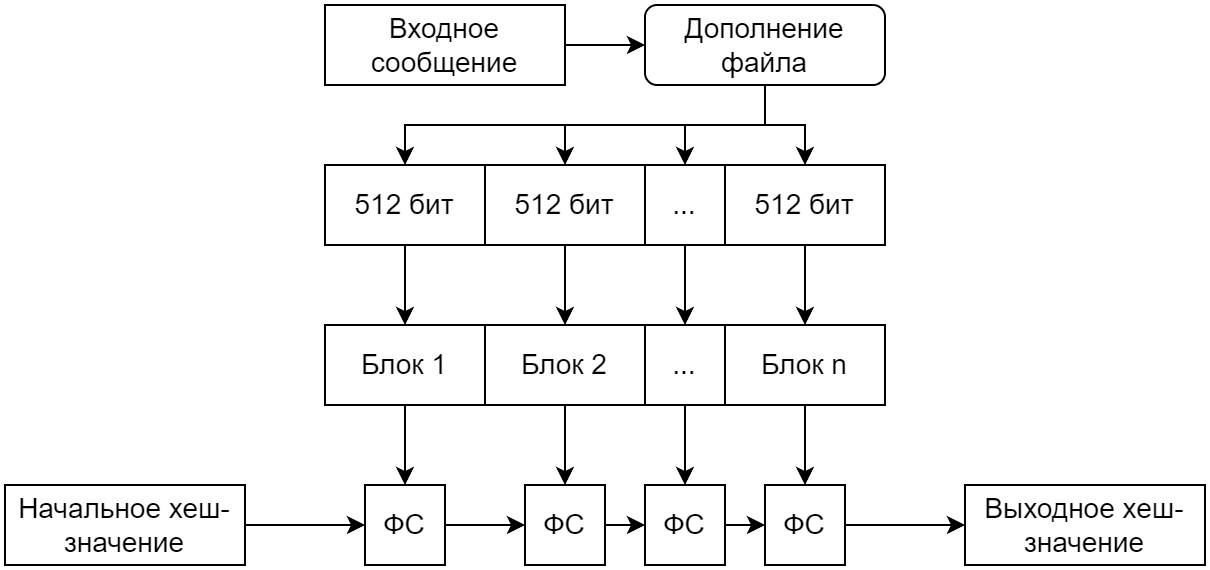 Входное
сообщение
Дополнение
файла
512 бит
512 бит
...
512 бит
Блок 1
Блок 2
...
Блок n
Начальное хеш-
значение
ФС
ФС
ФС
ФС
Выходное хеш-
значение